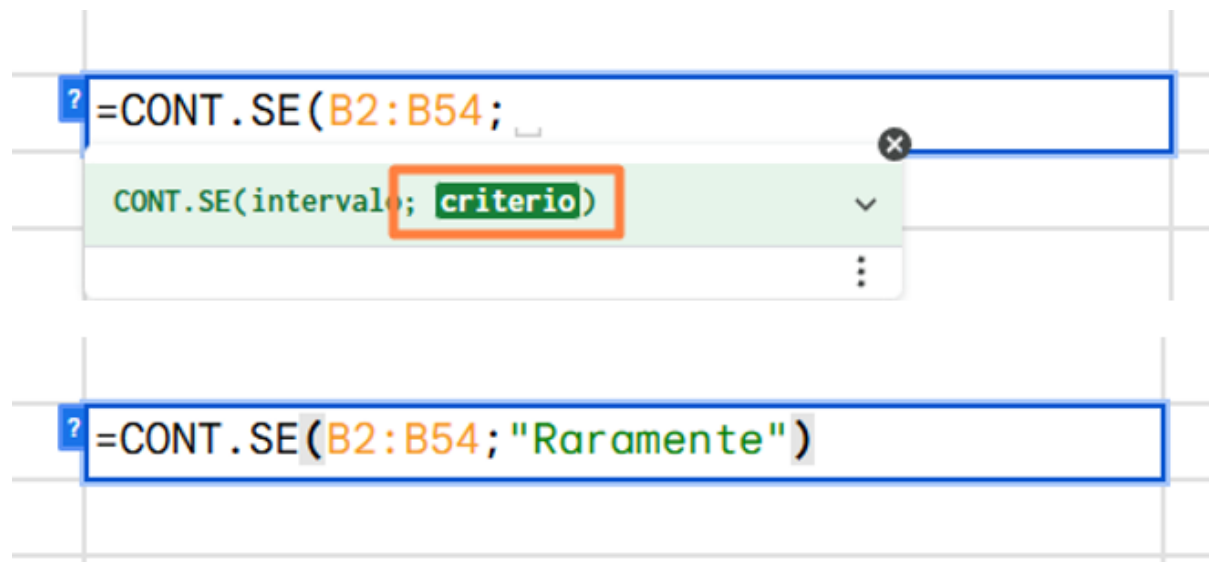 ? =CONT.SE(B2:B54;
CONT.SE(intervalo; criterio)
? =CONT.SE(B2:B54;"Raramente")